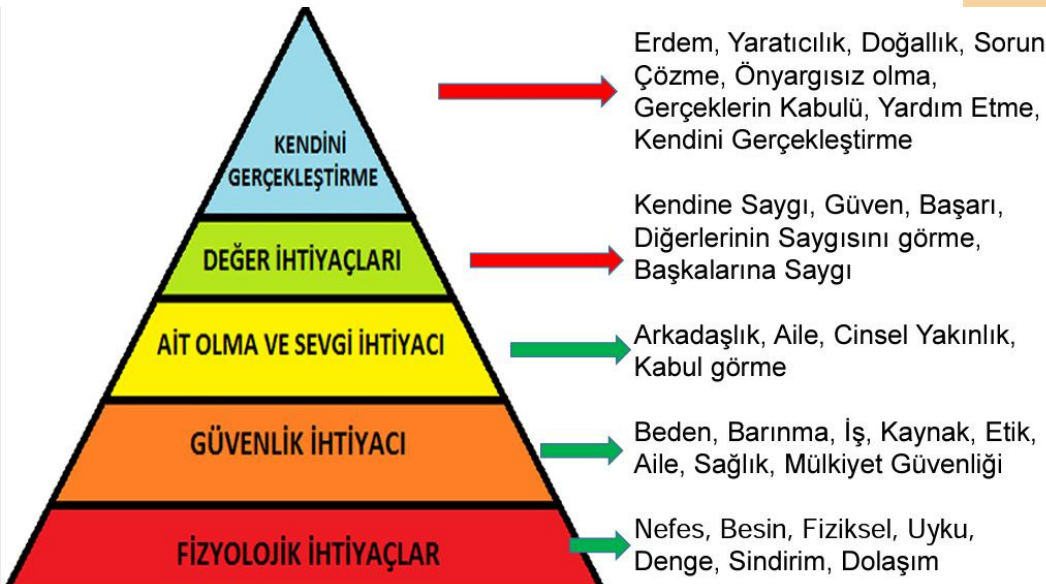 Erdem, Yaratıcılık, Doğallık, Sorun
Çözme, Önyargısız olma,
Gerçeklerin Kabulü, Yardım Etme,
Kendini Gerçekleştirme
KENDİNİ
GERÇEKLEŞTİRME
Kendine Saygı, Güven, Başarı,
Diğerlerinin Saygısını görme,
Başkalarına Saygı
DEĞER İHTİYAÇLARI
Arkadaşlık, Aile, Cinsel Yakınlık,
Kabul görme
AİT OLMA VE SEVGİ İHTİYACI
Beden, Barınma, İş, Kaynak, Etik,
Aile, Sağlık, Mülkiyet Güvenliği
GÜVENLİK İHTİYACI
Nefes, Besin, Fiziksel, Uyku,
Denge, Sindirim, Dolaşım
FİZYOLOJİK İHTİYAÇLAR